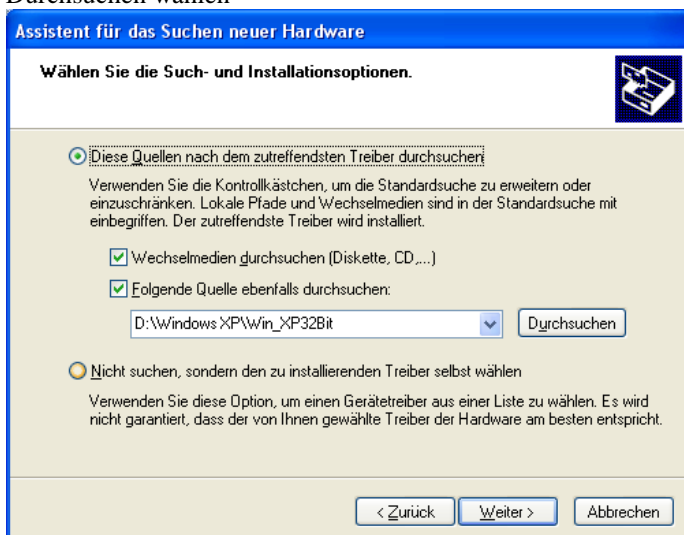 Durchsuchen wählen
Assistent für das Suchen neuer Hardware
Wählen Sie die Such- und Installationsoptionen.
Diese Quellen nach dem zutreffendsten Treiber durchsuchen
Verwenden Sie die Kontrollkästchen, um die Standardsuche zu erweitern oder
einzuschränken. Lokale Pfade und Wechselmedien sind in der Standardsuche mit
einbegriffen. Der zutreffendste Treiber wird installiert.
Wechselmedien durchsuchen (Diskette, CD,...)
Folgende Quelle ebenfalls durchsuchen:
D:\Windows XP\Win_XP32Bit
Durchsuchen
Nicht suchen, sondern den zu installierenden Treiber selbst wählen
Verwenden Sie diese Option, um einen Gerätetreiber aus einer Liste zu wählen. Es wird
nicht garantiert, dass der von Ihnen gewählte Treiber der Hardware am besten entspricht.
< Zurück Weiter > Abbrechen